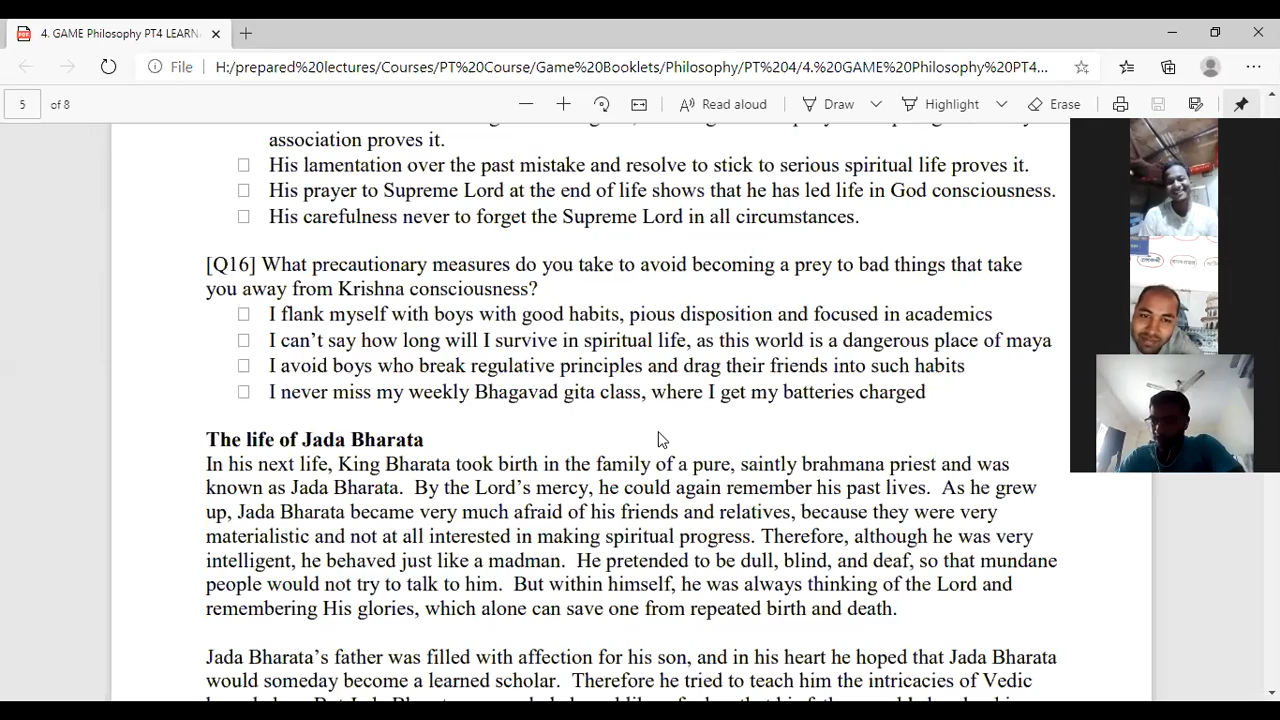 4. GAME Philosophy PT4 LEARN
File H:/prepared%20lectures/Courses/PT%20Course/Game%20Booklets/Philosophy/PT%204/4.%20GAME%20Philosophy%20PT4...
5 of 8 Read aloud Draw Highlight Erase
association proves it.
His lamentation over the past mistake and resolve to stick to serious spiritual life proves it.
His prayer to Supreme Lord at the end of life shows that he has led life in God consciousness.
His carefulness never to forget the Supreme Lord in all circumstances.
[Q16] What precautionary measures do you take to avoid becoming a prey to bad things that take
you away from Krishna consciousness?
I flank myself with boys with good habits, pious disposition and focused in academics
I can't say how long will I survive in spiritual life, as this world is a dangerous place of maya
I avoid boys who break regulative principles and drag their friends into such habits
I never miss my weekly Bhagavad gita class, where I get my batteries charged
The life of Jada Bharata
In his next life, King Bharata took birth in the family of a pure, saintly brahmana priest and was
known as Jada Bharata.  By the Lord's mercy, he could again remember his past lives.  As he grew
up, Jada Bharata became very much afraid of his friends and relatives, because they were very
materialistic and not at all interested in making spiritual progress. Therefore, although he was very
intelligent, he behaved just like a madman.  He pretended to be dull, blind, and deaf, so that mundane
people would not try to talk to him.  But within himself, he was always thinking of the Lord and
remembering His glories, which alone can save one from repeated birth and death.
Jada Bharata's father was filled with affection for his son, and in his heart he hoped that Jada Bharata
would someday become a learned scholar.  Therefore he tried to teach him the intricacies of Vedic